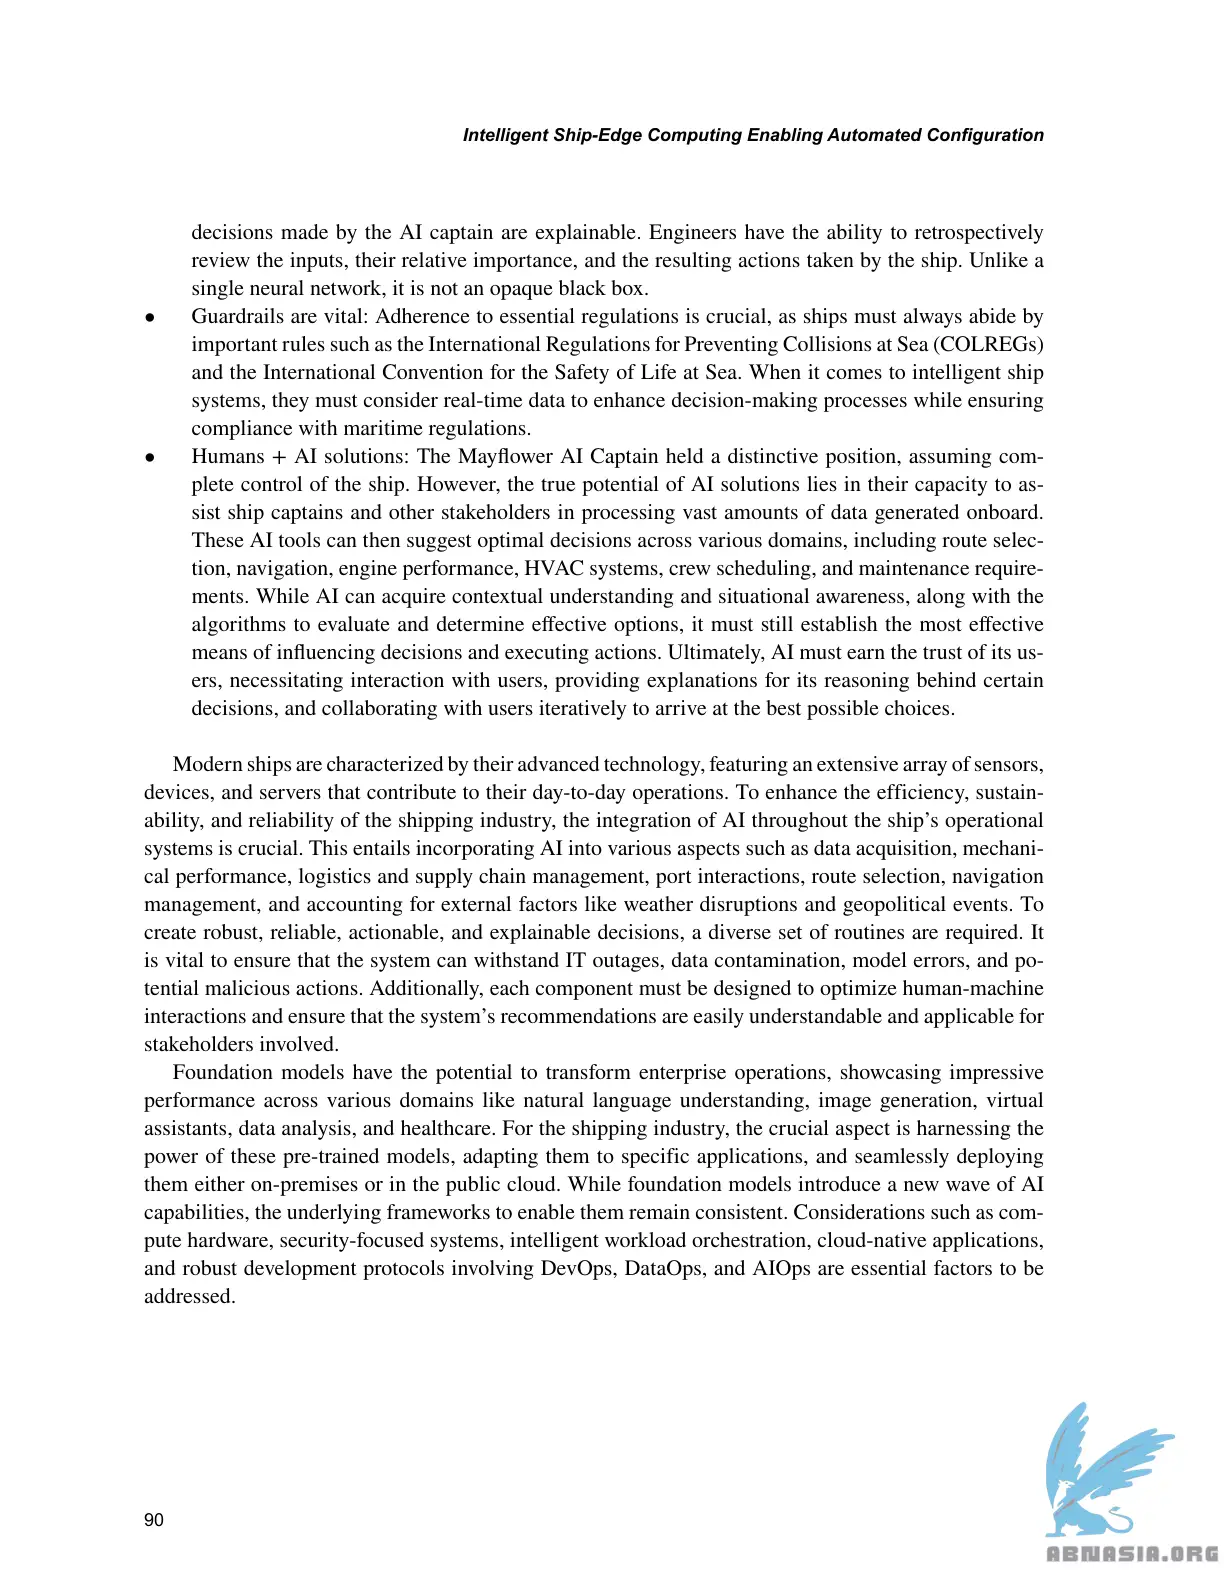 Intelligent Ship-Edge Computing Enabling Automated Configuration
decisions made by the AI captain are explainable. Engineers have the ability to retrospectively
review the inputs, their relative importance, and the resulting actions taken by the ship. Unlike a
single neural network, it is not an opaque black box.
● Guardrails are vital: Adherence to essential regulations is crucial, as ships must always abide by
important rules such as the International Regulations for Preventing Collisions at Sea (COLREGs)
and the International Convention for the Safety of Life at Sea. When it comes to intelligent ship
systems, they must consider real-time data to enhance decision-making processes while ensuring
compliance with maritime regulations.
● Humans + AI solutions: The Mayflower AI Captain held a distinctive position, assuming com-
plete control of the ship. However, the true potential of AI solutions lies in their capacity to as-
sist ship captains and other stakeholders in processing vast amounts of data generated onboard.
These AI tools can then suggest optimal decisions across various domains, including route selec-
tion, navigation, engine performance, HVAC systems, crew scheduling, and maintenance require-
ments. While AI can acquire contextual understanding and situational awareness, along with the
algorithms to evaluate and determine effective options, it must still establish the most effective
means of influencing decisions and executing actions. Ultimately, AI must earn the trust of its us-
ers, necessitating interaction with users, providing explanations for its reasoning behind certain
decisions, and collaborating with users iteratively to arrive at the best possible choices.
Modern ships are characterized by their advanced technology, featuring an extensive array of sensors,
devices, and servers that contribute to their day-to-day operations. To enhance the efficiency, sustain-
ability, and reliability of the shipping industry, the integration of AI throughout the ship’s operational
systems is crucial. This entails incorporating AI into various aspects such as data acquisition, mechani-
cal performance, logistics and supply chain management, port interactions, route selection, navigation
management, and accounting for external factors like weather disruptions and geopolitical events. To
create robust, reliable, actionable, and explainable decisions, a diverse set of routines are required. It
is vital to ensure that the system can withstand IT outages, data contamination, model errors, and po-
tential malicious actions. Additionally, each component must be designed to optimize human-machine
interactions and ensure that the system’s recommendations are easily understandable and applicable for
stakeholders involved.
Foundation models have the potential to transform enterprise operations, showcasing impressive
performance across various domains like natural language understanding, image generation, virtual
assistants, data analysis, and healthcare. For the shipping industry, the crucial aspect is harnessing the
power of these pre-trained models, adapting them to specific applications, and seamlessly deploying
them either on-premises or in the public cloud. While foundation models introduce a new wave of AI
capabilities, the underlying frameworks to enable them remain consistent. Considerations such as com-
pute hardware, security-focused systems, intelligent workload orchestration, cloud-native applications,
and robust development protocols involving DevOps, DataOps, and AIOps are essential factors to be
addressed.
90
ABNASIA.ORG